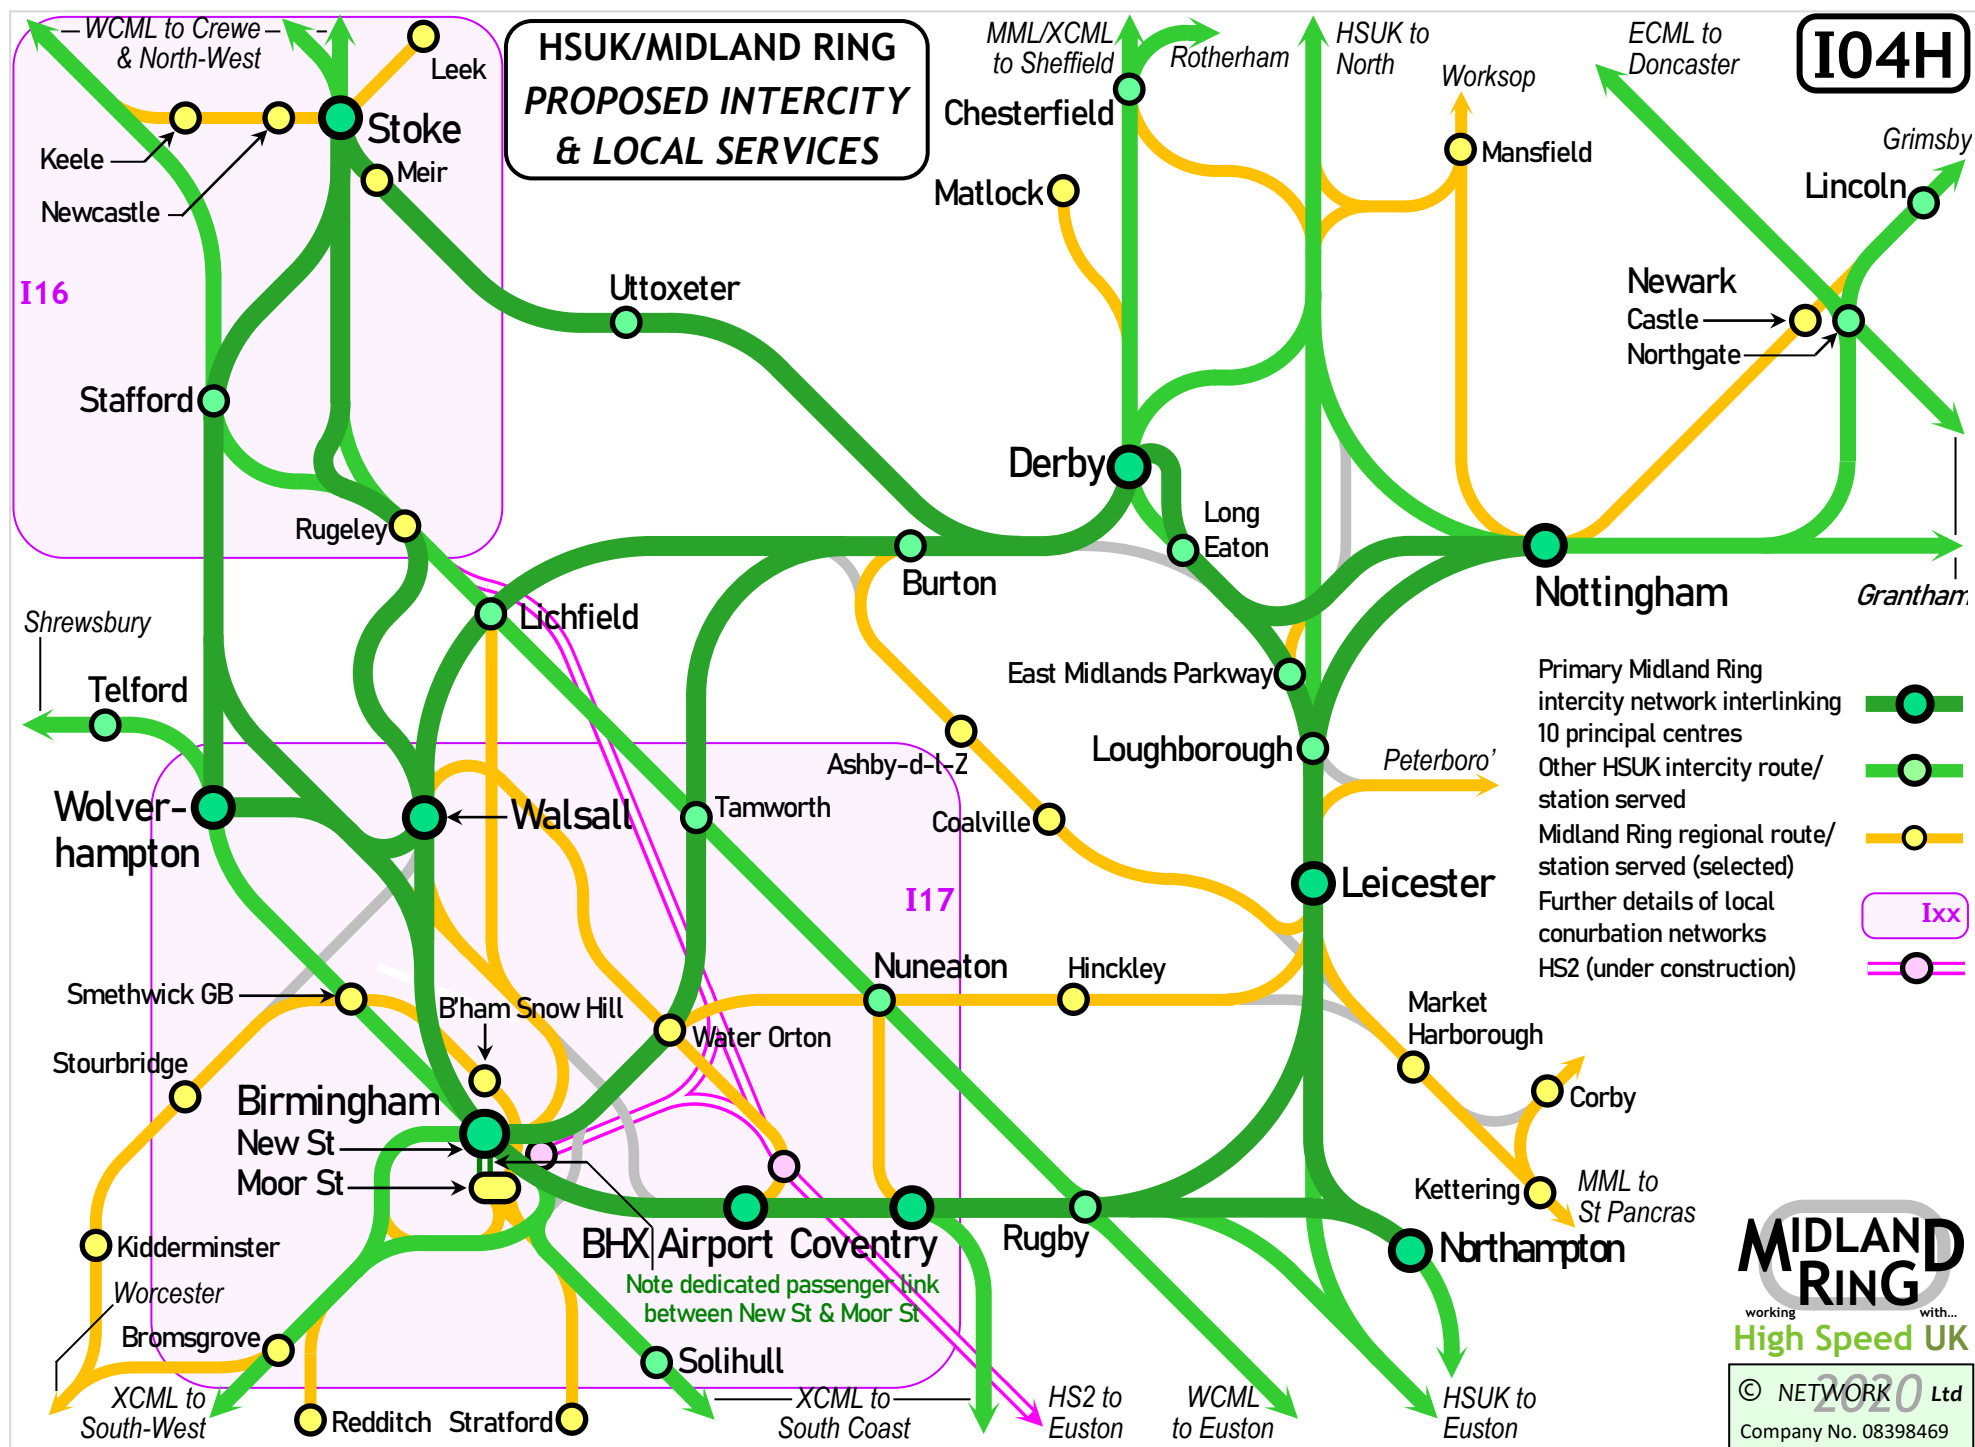 WCML to Crewe
& North-West
Leek
HSUK/MIDLAND RING
PROPOSED INTERCITY
& LOCAL SERVICES
MML/XCML
to Sheffield
Rotherham
HSUK to
North
Worksop
ECML to
Doncaster
I04H
Stoke
Keele
Meir
Newcastle
Chesterfield
Matlock
Mansfield
Grimsby
Lincoln
I16
Uttoxeter
Newark
Castle
Northgate
Stafford
Derby
Long
Eaton
Rugeley
Burton
Nottingham
Grantham
Shrewsbury
Lichfield
Telford
East Midlands Parkway
Loughborough
Peterboro'
Ashby-d-l-Z
Primary Midland Ring
intercity network interlinking
10 principal centres
Other HSUK intercity route/
station served
Midland Ring regional route/
station served (selected)
Further details of local
conurbation networks
Ixx
HS2 (under construction)
Wolver-
hampton
Walsall
Tamworth
Coalville
Leicester
I17
Nuneaton
Hinckley
Smethwick GB
B'ham Snow Hill
Water Orton
Market
Harborough
Stourbridge
Corby
Birmingham
New St
Moor St
Kettering
MML to
St Pancras
Kidderminster
BHX Airport
Coventry
Rugby
Northampton
Note dedicated passenger link
between New St & Moor St
Worcester
Bromsgrove
Solihull
XCML to
South-West
Redditch
Stratford
XCML to
South Coast
HS2 to
Euston
WCML
to Euston
HSUK to
Euston
MIDLAND
RING
working with...
High Speed UK
© NETWORK 2020 Ltd
Company No. 08398469